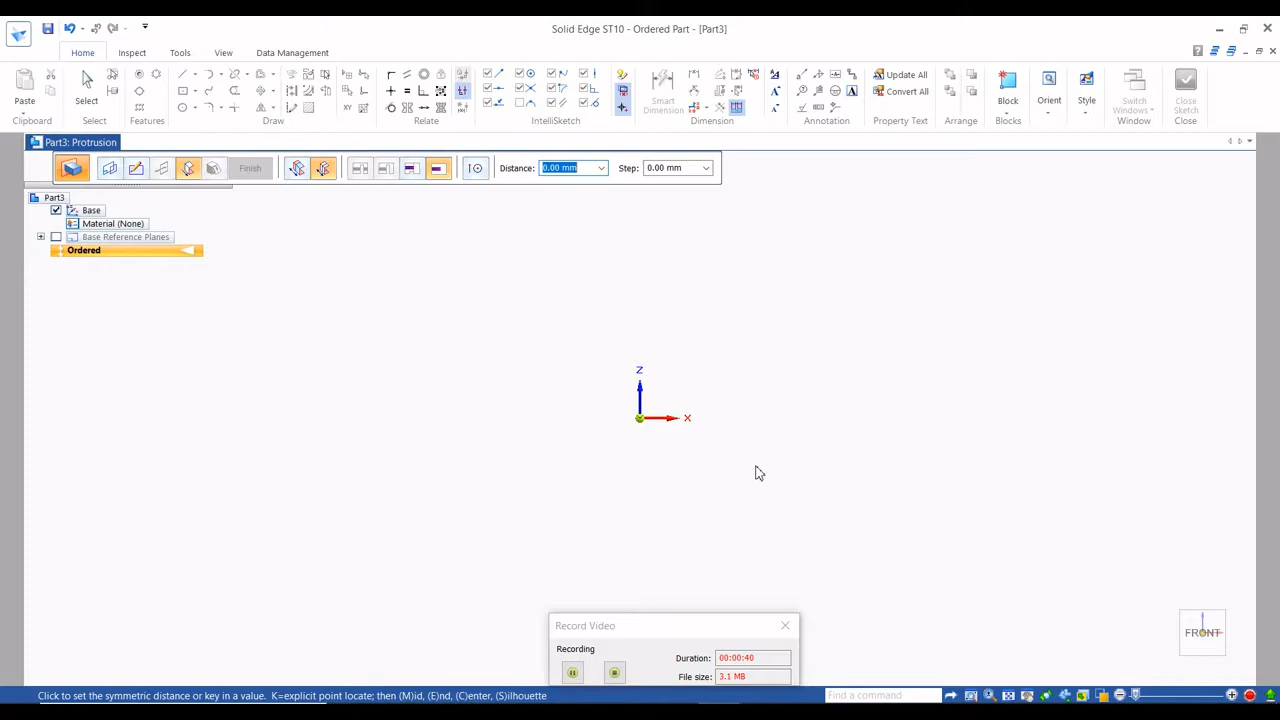 Solid Edge ST10 - Ordered Part - [Part3]
Home Inspect Tools View Data Management
Paste Select Smart Dimension Update All Convert All Block Orient Style Switch Windows Close Sketch
Clipboard Select Features Draw Relate IntelliSketch Dimension Annotation Property Text Arrange Blocks Window Close
Part3: Protrusion
Finish Distance: 0.00 mm Step: 0.00 mm
Part3
Base
Material (None)
Base Reference Planes
Ordered
Z
X
FRONT
Record Video
Recording
Duration: 00:00:40
File size: 3.1 MB
Click to set the symmetric distance or key in a value. K=explicit point locate; then (M)id, (E)nd, (C)enter, (S)ilhouette
Find a command